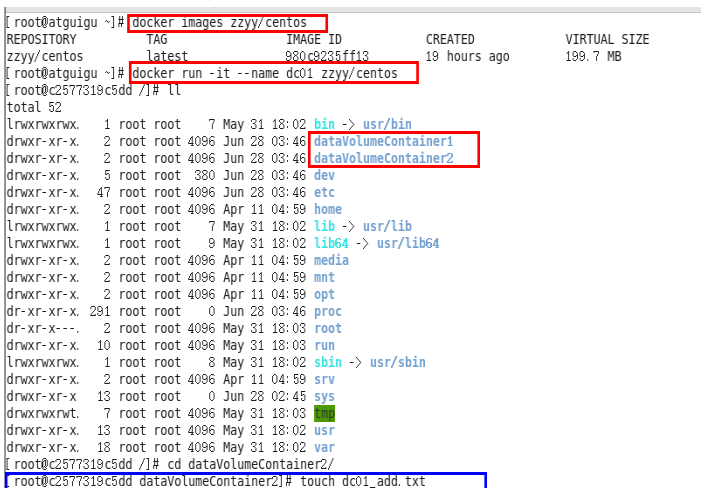 [root@atguigu ~]# docker images zzyy/centos
REPOSITORY TAG IMAGE ID CREATED VIRTUAL SIZE
zzyy/centos latest 980c9235ff13 19 hours ago 199.7 MB
[root@atguigu ~]# docker run -it --name dc01 zzyy/centos
[root@c2577319c5dd /]# ll
total 52
lrwxrwxrwx. 1 root root 7 May 31 18:02 bin -> usr/bin
drwxr-xr-x. 2 root root 4096 Jun 28 03:46 dataVolumeContainer1
drwxr-xr-x. 2 root root 4096 Jun 28 03:46 dataVolumeContainer2
drwxr-xr-x. 5 root root 380 Jun 28 03:46 dev
drwxr-xr-x. 47 root root 4096 Jun 28 03:46 etc
drwxr-xr-x. 2 root root 4096 Apr 11 04:59 home
lrwxrwxrwx. 1 root root 7 May 31 18:02 lib -> usr/lib
lrwxrwxrwx. 1 root root 9 May 31 18:02 lib64 -> usr/lib64
drwxr-xr-x. 2 root root 4096 Apr 11 04:59 media
drwxr-xr-x. 2 root root 4096 Apr 11 04:59 mnt
drwxr-xr-x. 2 root root 4096 Apr 11 04:59 opt
dr-xr-xr-x. 291 root root 0 Jun 28 03:46 proc
dr-xr-x---. 2 root root 4096 May 31 18:03 root
drwxr-xr-x. 10 root root 4096 May 31 18:03 run
lrwxrwxrwx. 1 root root 8 May 31 18:02 sbin -> usr/sbin
drwxr-xr-x. 2 root root 4096 Apr 11 04:59 srv
drwxr-xr-x 13 root root 0 Jun 28 02:45 sys
drwxrwxrwt. 7 root root 4096 May 31 18:03 tmp
drwxr-xr-x. 13 root root 4096 May 31 18:02 usr
drwxr-xr-x. 18 root root 4096 May 31 18:02 var
[root@c2577319c5dd /]# cd dataVolumeContainer2/
[root@c2577319c5dd dataVolumeContainer2]# touch dc01_add.txt